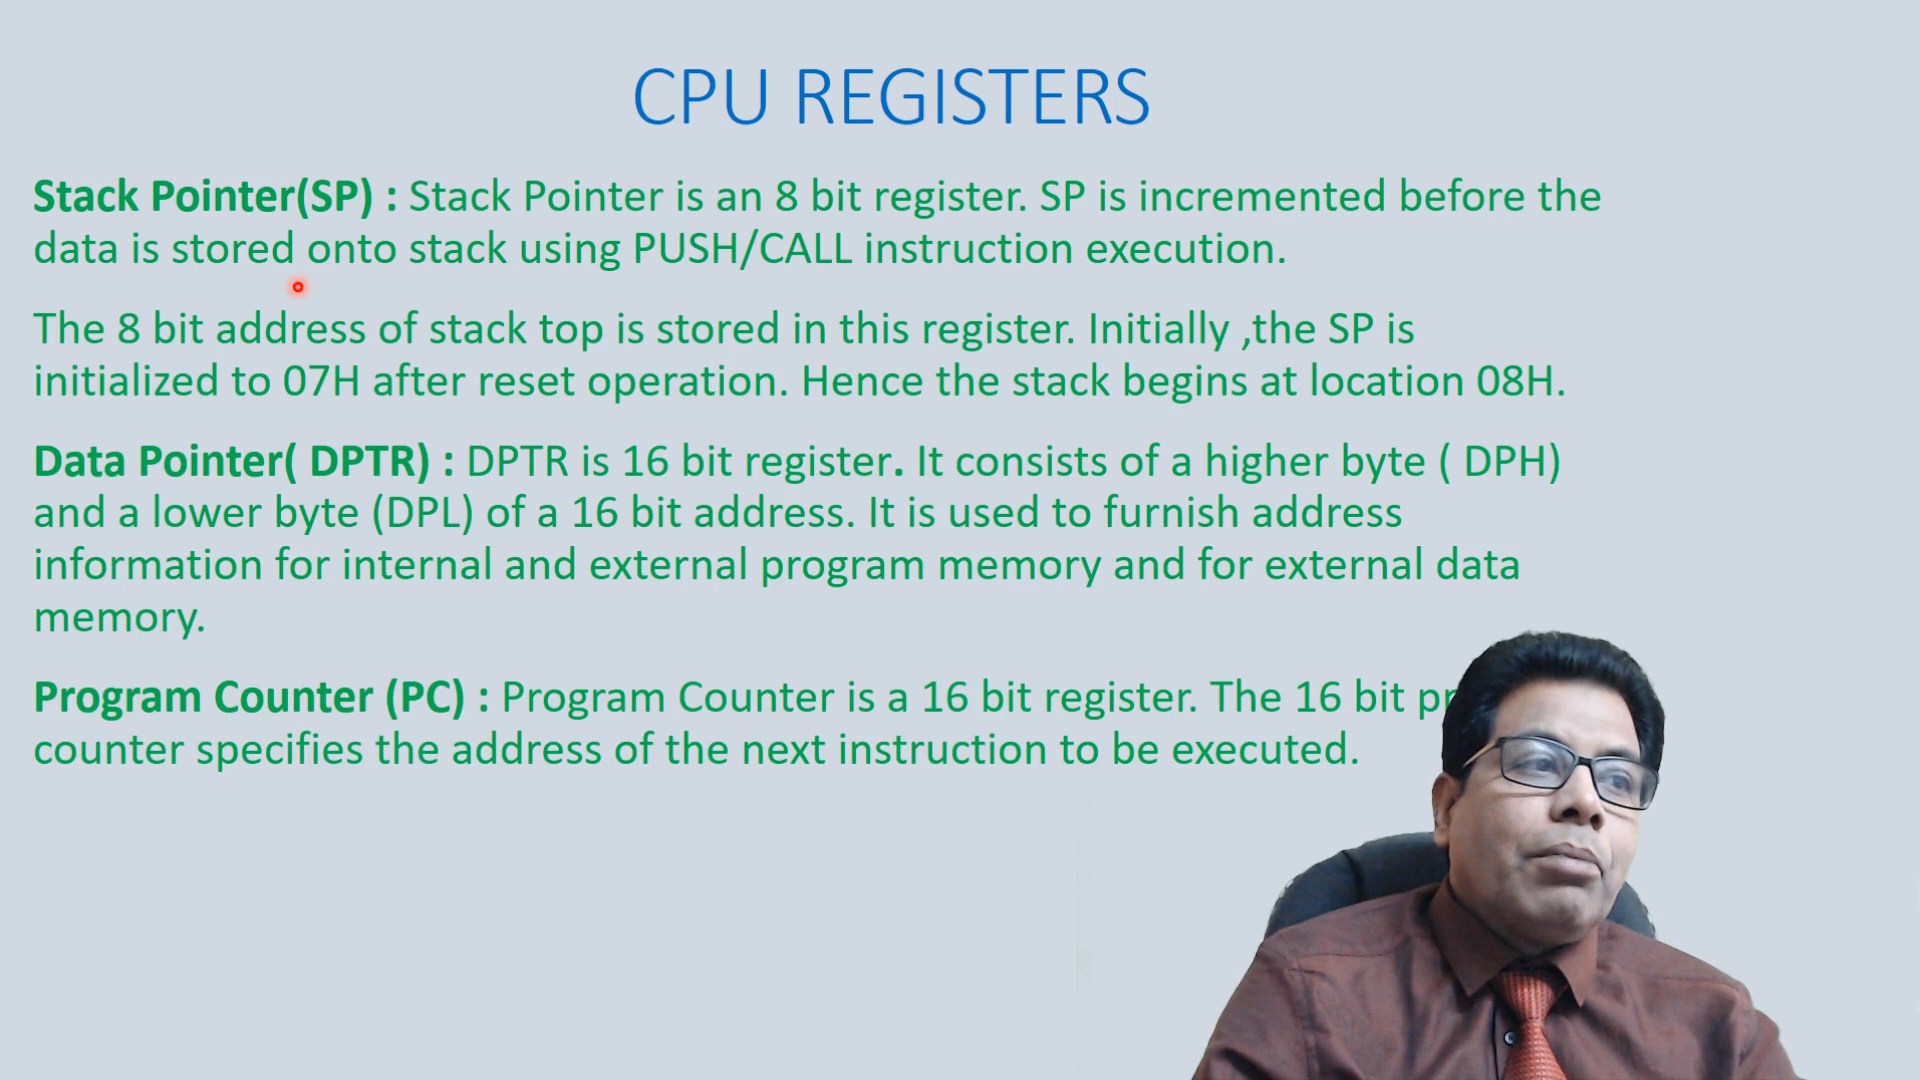 CPU REGISTERS
Stack Pointer(SP) : Stack Pointer is an 8 bit register. SP is incremented before the
data is stored onto stack using PUSH/CALL instruction execution.
The 8 bit address of stack top is stored in this register. Initially ,the SP is
initialized to 07H after reset operation. Hence the stack begins at location 08H.
Data Pointer( DPTR) : DPTR is 16 bit register. It consists of a higher byte ( DPH)
and a lower byte (DPL) of a 16 bit address. It is used to furnish address
information for internal and external program memory and for external data
memory.
Program Counter (PC) : Program Counter is a 16 bit register. The 16 bit
counter specifies the address of the next instruction to be executed.